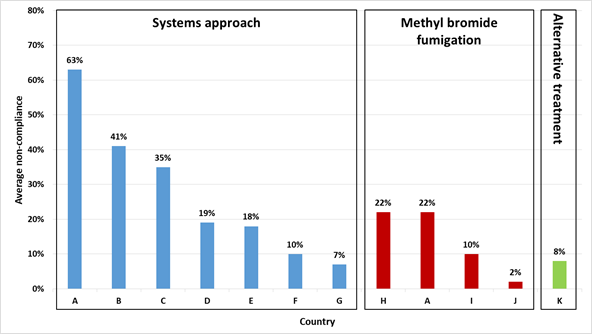 80%
70%
60%
50%
40%
30%
20%
10%
0%
Average non-compliance
Systems approach
63%
41%
35%
19%
18%
10%
7%
A B C D E F G
Methyl bromide
fumigation
22%
22%
10%
2%
H A I J
Alternative treatment
8%
K
Country